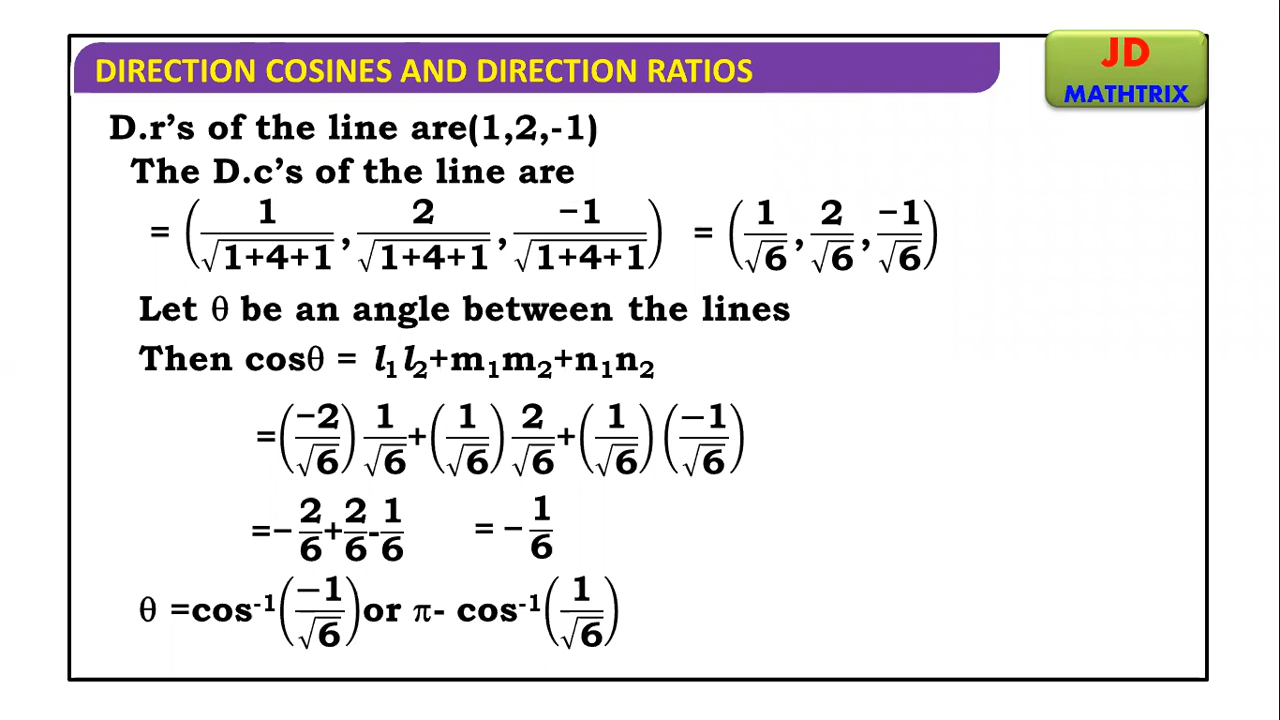 DIRECTION COSINES AND DIRECTION RATIOS
JD
MATHTRIX
D.r’s of the line are(1,2,-1)
The D.c’s of the line are
= (1/√1+4+1, 2/√1+4+1, −1/√1+4+1) = (1/√6, 2/√6, −1/√6)
Let θ be an angle between the lines
Then cosθ = l₁l₂+m₁m₂+n₁n₂
=(−2/√6)1/√6+(1/√6)2/√6+(1/√6)(−1/√6)
=−2/6+2/6-1/6 = −1/6
θ =cos⁻¹(−1/√6)or π- cos⁻¹(1/√6)